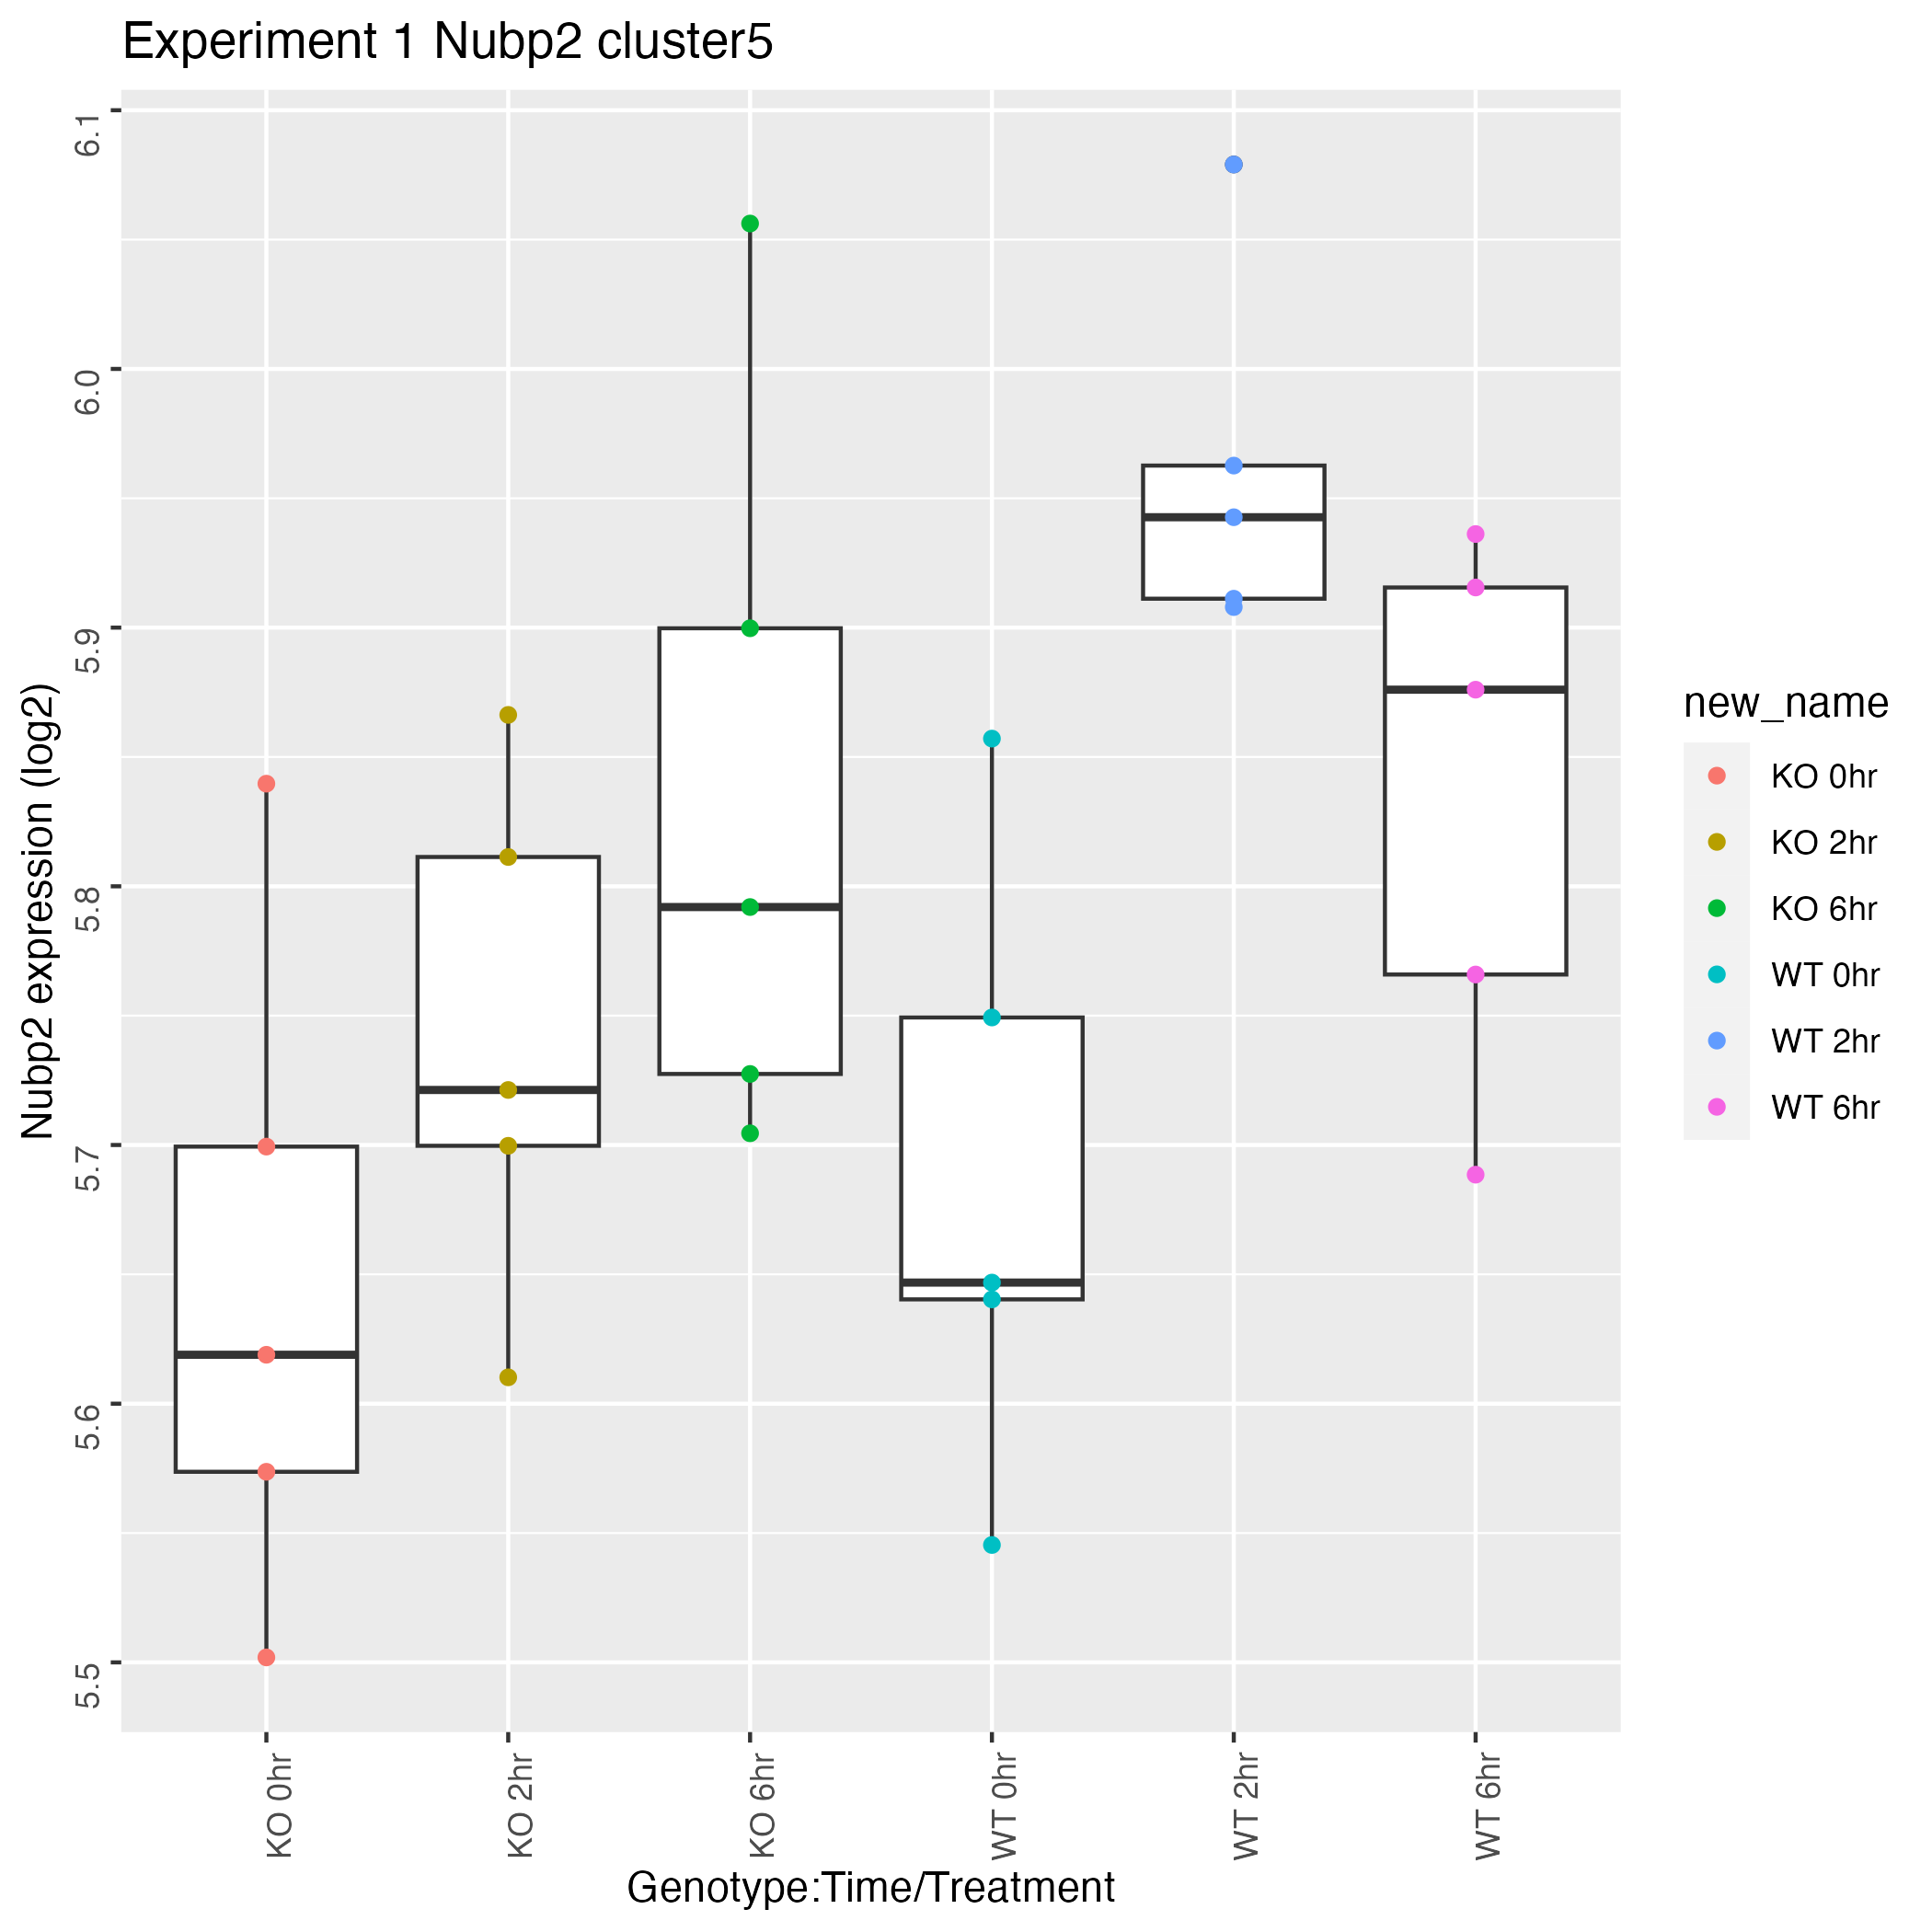 Experiment 1 Nubp2 cluster5
Nubp2 expression (log2)
6.1
6.0
5.9
5.8
5.7
5.6
5.5
KO 0hr
KO 2hr
KO 6hr
WT 0hr
WT 2hr
WT 6hr
Genotype:Time/Treatment
new_name
KO 0hr
KO 2hr
KO 6hr
WT 0hr
WT 2hr
WT 6hr